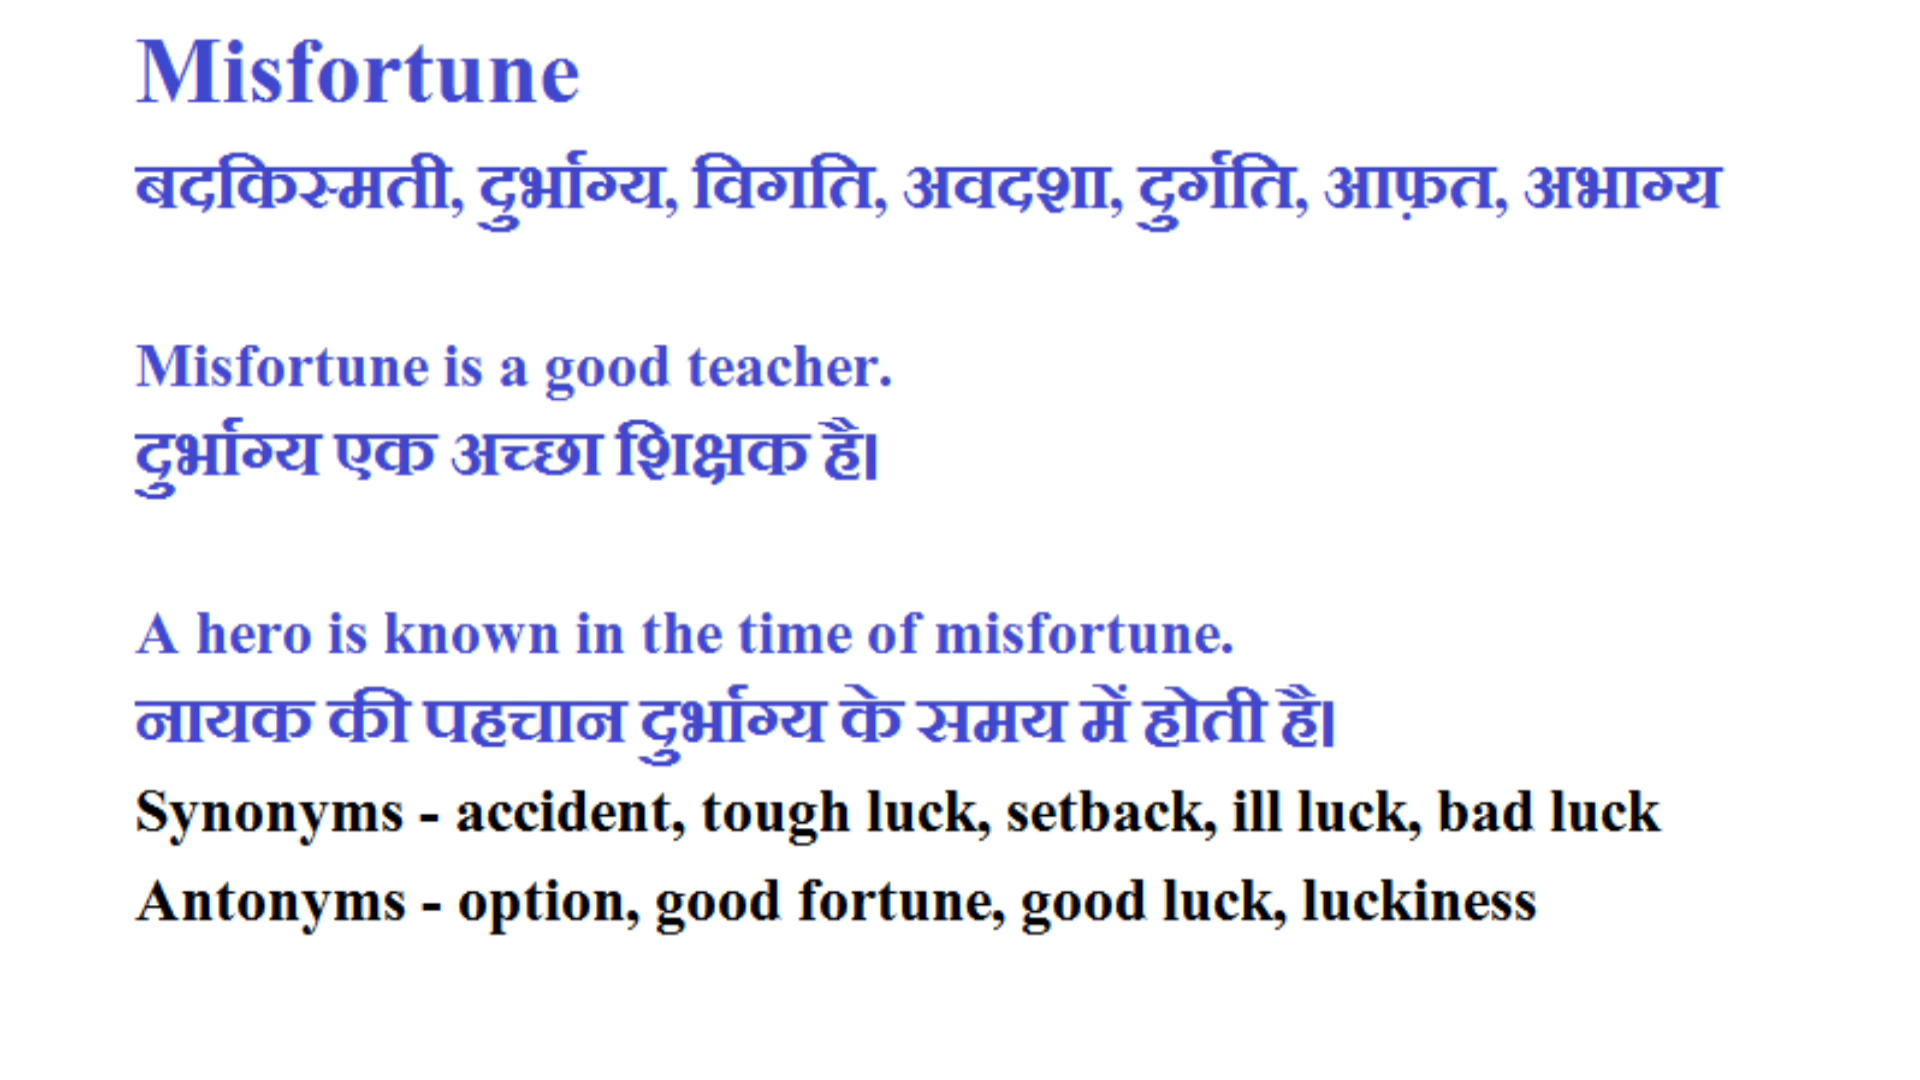 Misfortune
बदकिस्मती, दुर्भाग्य, विगति, अवदशा, दुर्गति, आफ़त, अभाग्य
Misfortune is a good teacher.
दुर्भाग्य एक अच्छा शिक्षक है।
A hero is known in the time of misfortune.
नायक की पहचान दुर्भाग्य के समय में होती है।
Synonyms - accident, tough luck, setback, ill luck, bad luck
Antonyms - option, good fortune, good luck, luckiness